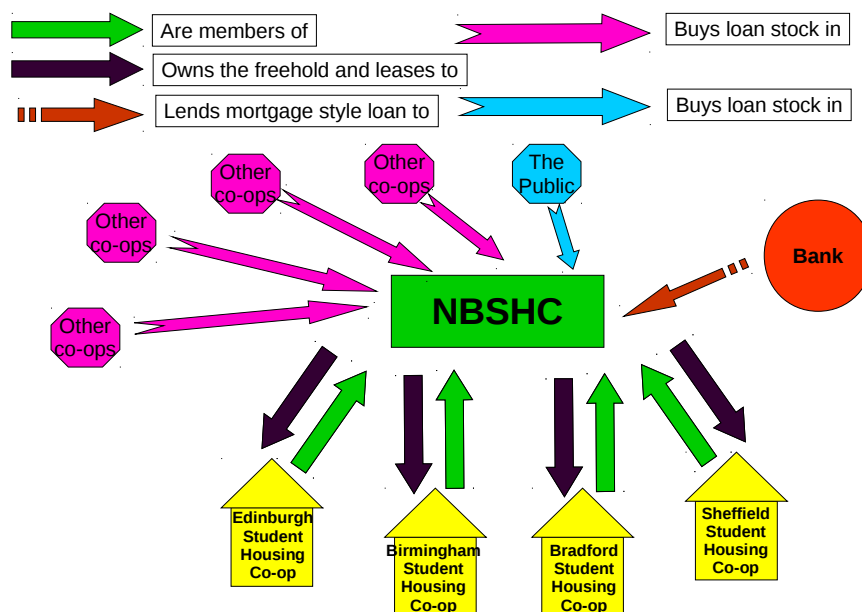 Are members of
Buys loan stock in
Owns the freehold and leases to
Lends mortgage style loan to
Buys loan stock in
Other
co-ops
Other
co-ops
The
Public
Other
co-ops
Bank
Other
co-ops
NBSHC
Edinburgh
Student
Housing
Co-op
Birmingham
Student
Housing
Co-op
Bradford
Student
Housing
Co-op
Sheffield
Student
Housing
Co-op